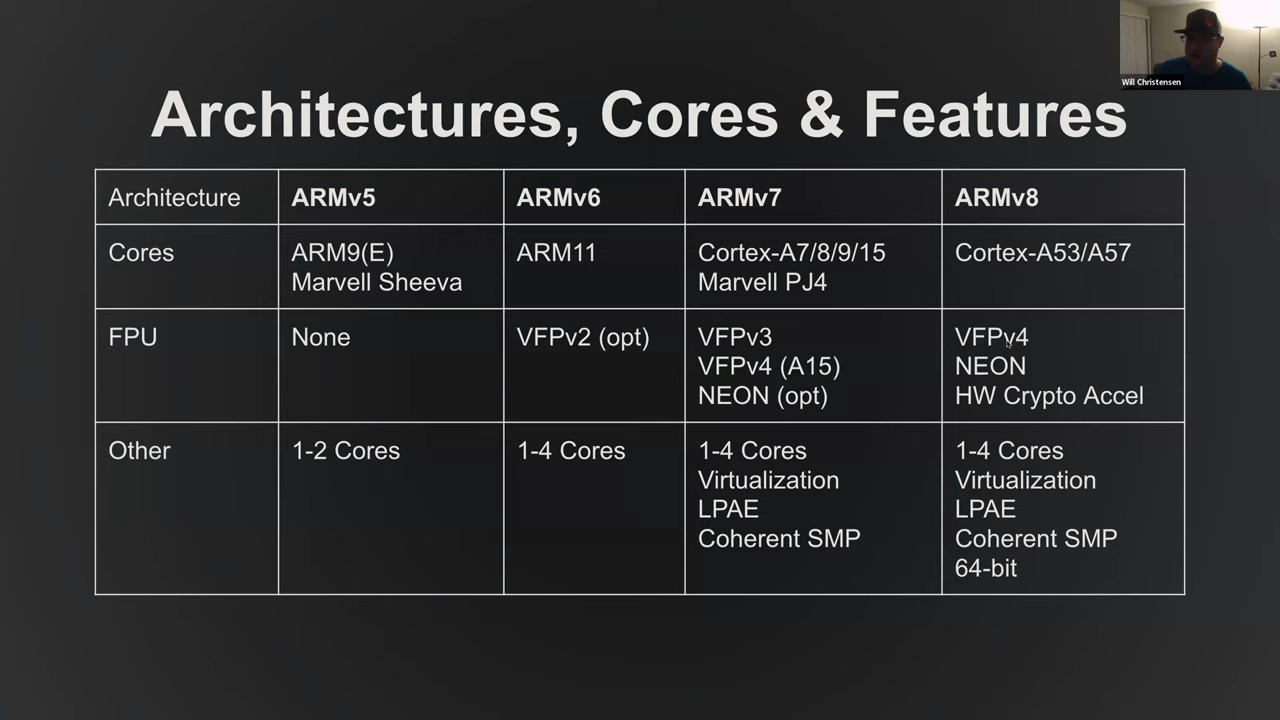 Will Christensen
Architectures, Cores & Features
Architecture ARMv5 ARMv6 ARMv7 ARMv8
Cores ARM9(E) ARM11 Cortex-A7/8/9/15 Cortex-A53/A57
Marvell Sheeva Marvell PJ4
FPU None VFPv2 (opt) VFPv3 VFPv4
VFPv4 (A15) NEON
NEON (opt) HW Crypto Accel
Other 1-2 Cores 1-4 Cores 1-4 Cores 1-4 Cores
Virtualization Virtualization
LPAE LPAE
Coherent SMP Coherent SMP
64-bit